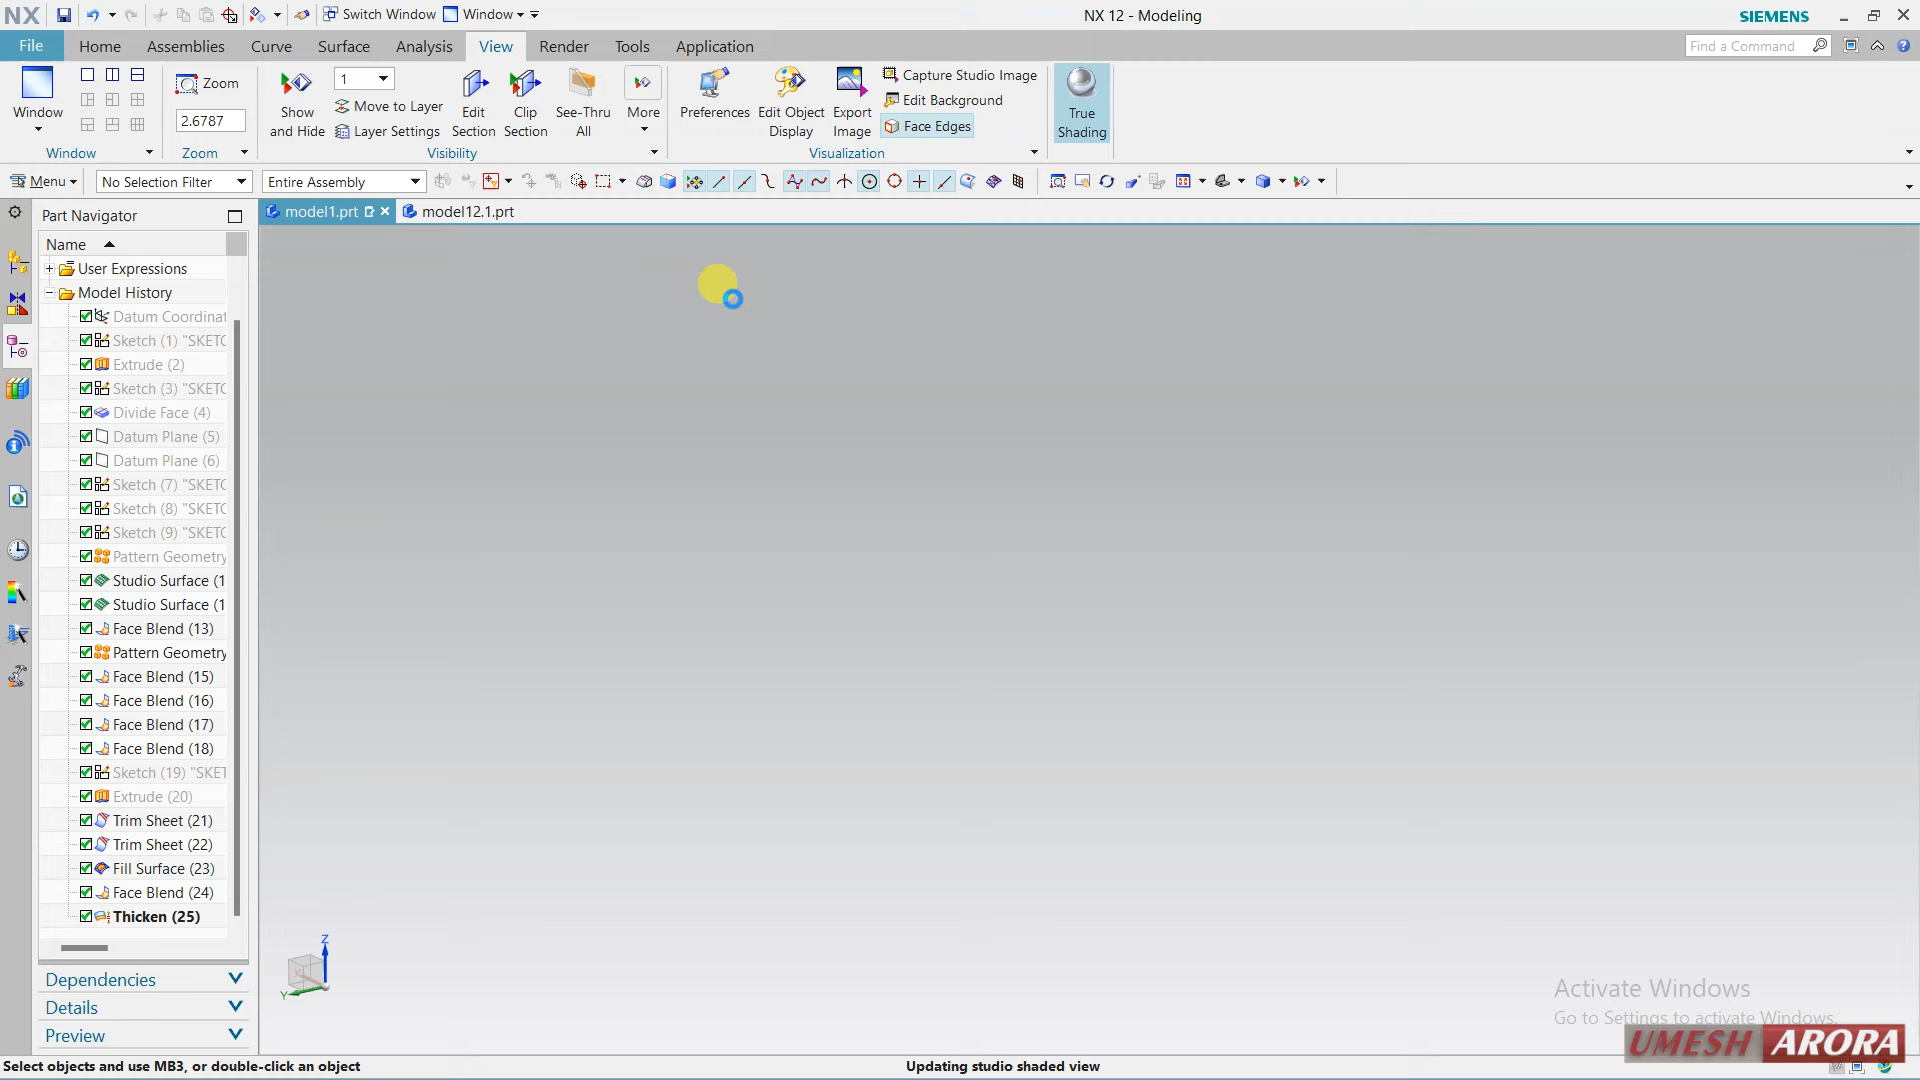 NX Switch Window Window NX 12 - Modeling SIEMENS
File Home Assemblies Curve Surface Analysis View Render Tools Application Find a Command
Window Zoom 2.6787 Show and Hide 1 Move to Layer Layer Settings Edit Section Clip Section See-Thru All More Preferences Edit Object Display Export Image Capture Studio Image Edit Background Face Edges True Shading
Window Zoom Visibility Visualization
Menu No Selection Filter Entire Assembly
Part Navigator model1.prt model12.1.prt
Name
User Expressions
Model History
Datum Coordinat
Sketch (1) "SKETC
Extrude (2)
Sketch (3) "SKETC
Divide Face (4)
Datum Plane (5)
Datum Plane (6)
Sketch (7) "SKETC
Sketch (8) "SKETC
Sketch (9) "SKETC
Pattern Geometry
Studio Surface (1
Studio Surface (1
Face Blend (13)
Pattern Geometry
Face Blend (15)
Face Blend (16)
Face Blend (17)
Face Blend (18)
Sketch (19) "SKET
Extrude (20)
Trim Sheet (21)
Trim Sheet (22)
Fill Surface (23)
Face Blend (24)
Thicken (25)
Z
X
Y
Dependencies
Details
Preview
Activate Windows
Go to Settings to activate Windows.
UMESH ARORA
Select objects and use MB3, or double-click an object Updating studio shaded view